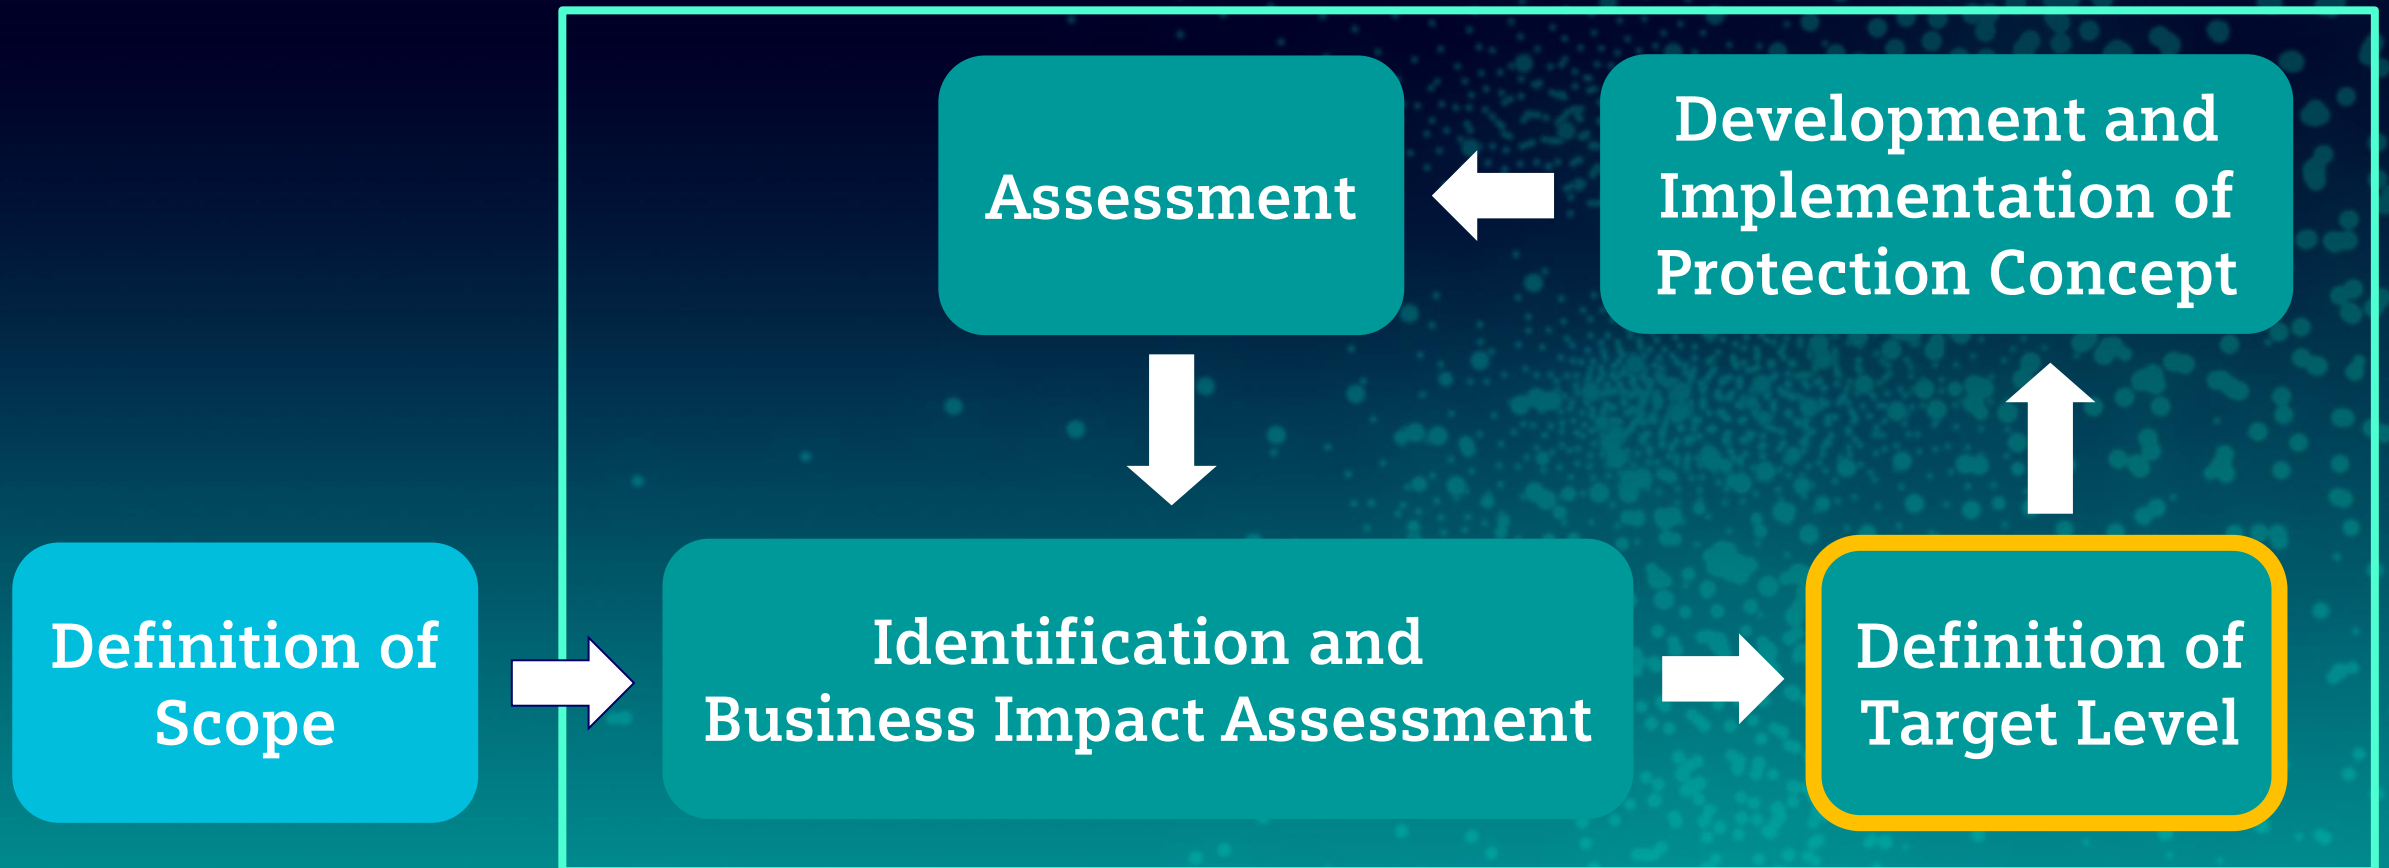 Assessment
Development and
Implementation of
Protection Concept
Definition of
Scope
Identification and
Business Impact Assessment
Definition of
Target Level